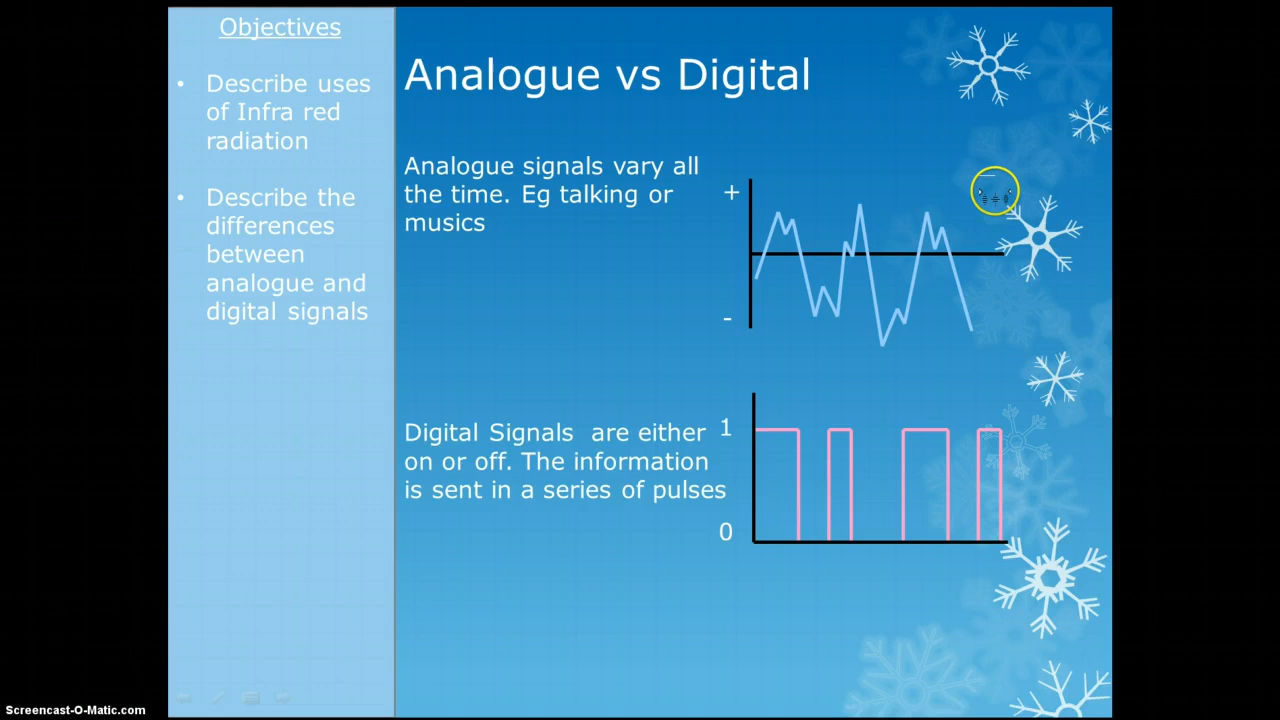 Objectives
• Describe uses
of Infra red
radiation
• Describe the
differences
between
analogue and
digital signals
Analogue vs Digital
Analogue signals vary all
the time. Eg talking or
musics
+
-
Digital Signals are either
on or off. The information
is sent in a series of pulses
1
0
Screencast-O-Matic.com